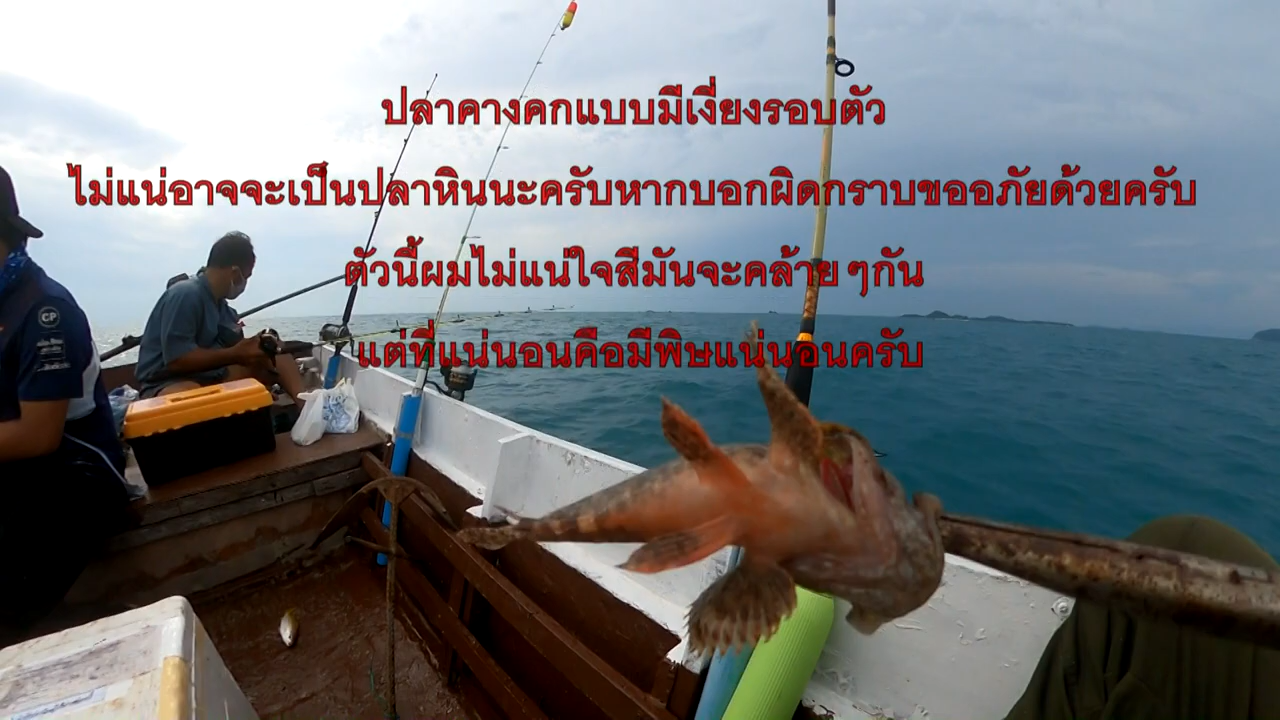 ปลาคางคกแบบมีเงี่ยงรอบตัว
ไม่แน่อาจจะเป็นปลาหินนะครับหากบอกผิดกราบขออภัยด้วยครับ
ตัวนี้ผมไม่แน่ใจสีมันจะคล้ายๆกัน
แต่ที่แน่นอนคือมีพิษแน่นอนครับ
CP